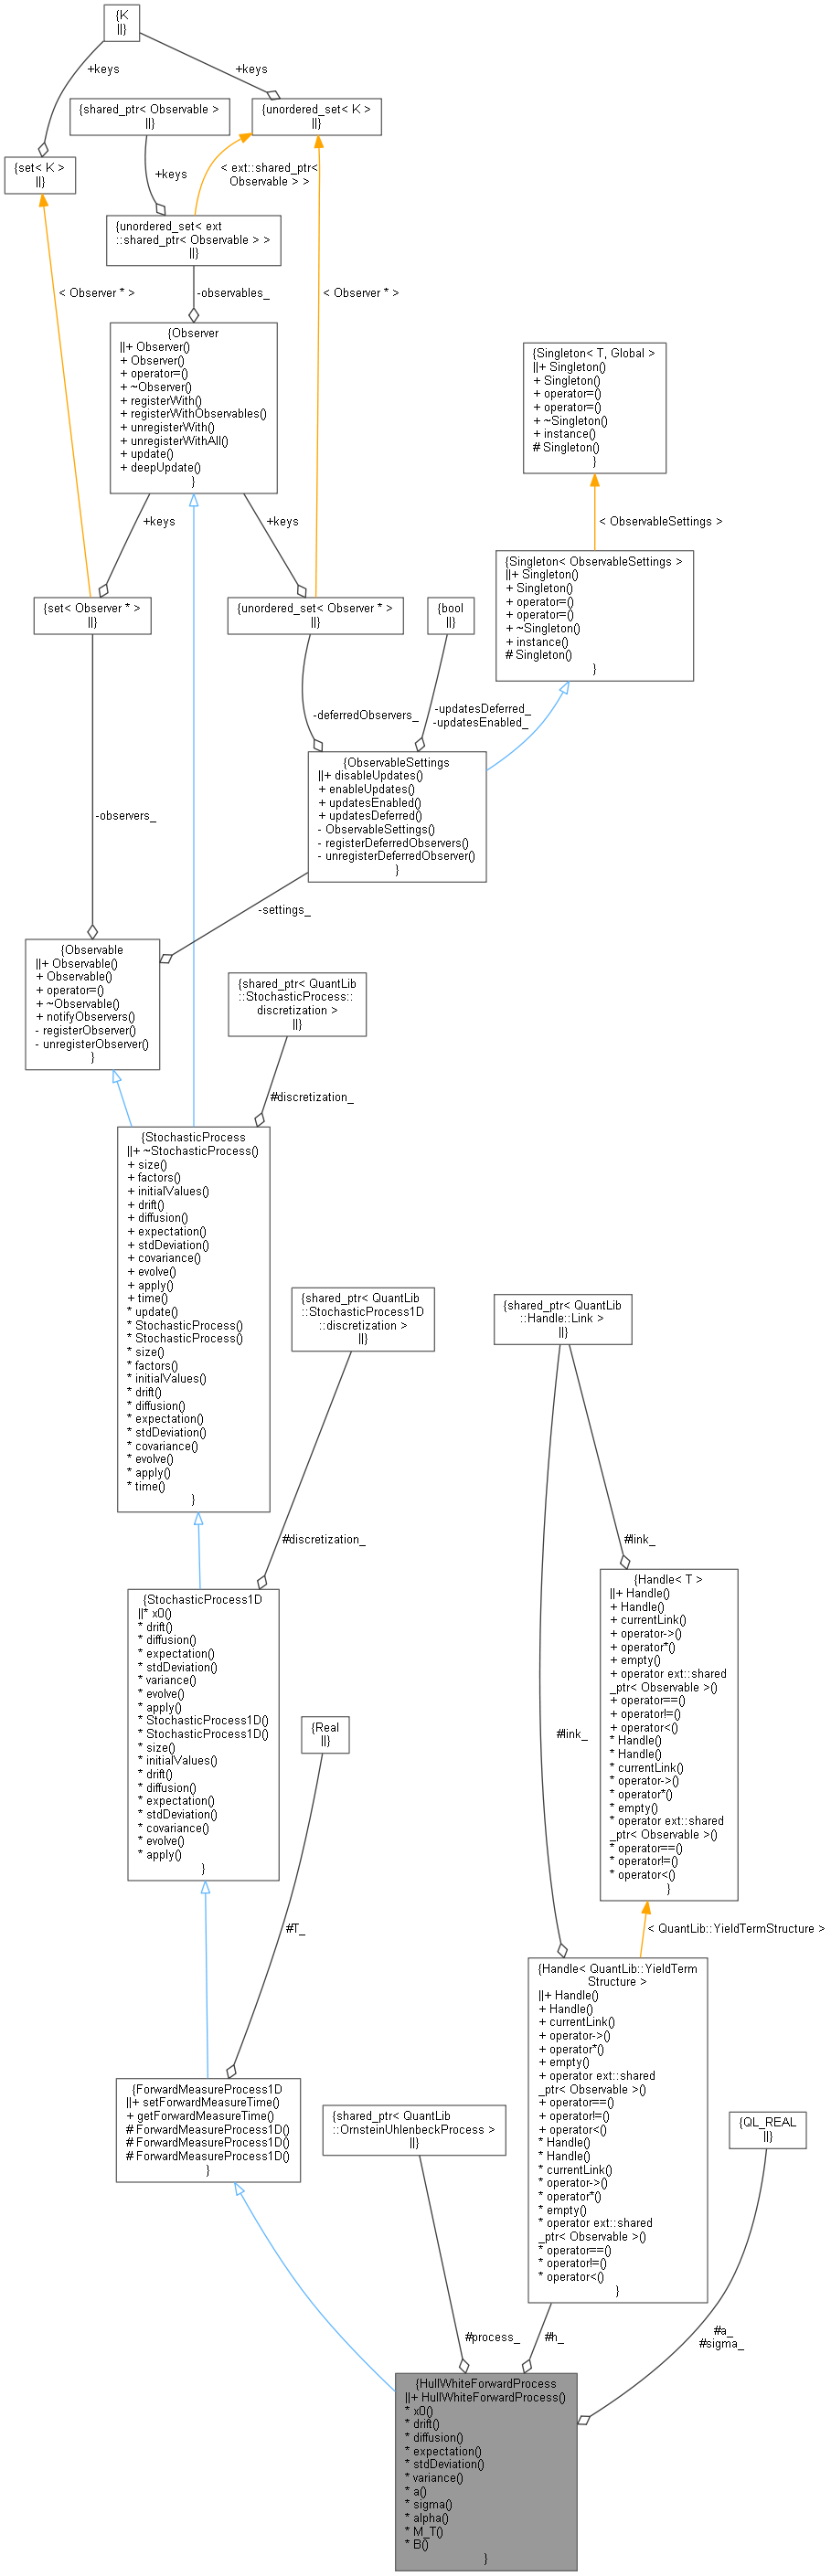 {K
||}
+keys
+keys
{shared_ptr< Observable >
||}
{unordered_set< K >
||}
{set< K >
||}
+keys
< ext::shared_ptr<
Observable > >
{unordered_set< ext
::shared_ptr< Observable > >
||}
< Observer * >
-observables_
< Observer * >
{Observer
||+ Observer()
+ Observer()
+ operator=()
+ ~Observer()
+ registerWith()
+ registerWithObservables()
+ unregisterWith()
+ unregisterWithAll()
+ update()
+ deepUpdate()
}
{Singleton< T, Global >
||+ Singleton()
+ Singleton()
+ operator=()
+ operator=()
+ ~Singleton()
+ instance()
# Singleton()
}
+keys
+keys
< ObservableSettings >
{Singleton< ObservableSettings >
||+ Singleton()
+ Singleton()
+ operator=()
+ operator=()
+ ~Singleton()
+ instance()
# Singleton()
}
{set< Observer * >
||}
{unordered_set< Observer * >
||}
{bool
||}
-deferredObservers_
-updatesDeferred_
-updatesEnabled_
{ObservableSettings
||+ disableUpdates()
+ enableUpdates()
+ updatesEnabled()
+ updatesDeferred()
- ObservableSettings()
- registerDeferredObservers()
- unregisterDeferredObserver()
}
-observers_
-settings_
{Observable
||+ Observable()
+ Observable()
+ operator=()
+ ~Observable()
+ notifyObservers()
- registerObserver()
- unregisterObserver()
}
{shared_ptr< QuantLib
::StochasticProcess::
discretization >
||}
#discretization_
{StochasticProcess
||+ ~StochasticProcess()
+ size()
+ factors()
+ initialValues()
+ drift()
+ diffusion()
+ expectation()
+ stdDeviation()
+ covariance()
+ evolve()
+ apply()
+ time()
* update()
* StochasticProcess()
* StochasticProcess()
* size()
* factors()
* initialValues()
* drift()
* diffusion()
* expectation()
* stdDeviation()
* covariance()
* evolve()
* apply()
* time()
}
{shared_ptr< QuantLib
::StochasticProcess1D
::discretization >
||}
{shared_ptr< QuantLib
::Handle::Link >
||}
#discretization_
#link_
{StochasticProcess1D
||* x0()
* drift()
* diffusion()
* expectation()
* stdDeviation()
* variance()
* evolve()
* apply()
* StochasticProcess1D()
* StochasticProcess1D()
* size()
* initialValues()
* drift()
* diffusion()
* expectation()
* stdDeviation()
* covariance()
* evolve()
* apply()
}
{Handle< T >
||+ Handle()
+ Handle()
+ currentLink()
+ operator->()
+ operator*()
+ empty()
+ operator ext::shared
_ptr< Observable >()
+ operator==()
+ operator!=()
+ operator<()
* Handle()
* Handle()
* currentLink()
* operator->()
* operator*()
* empty()
* operator ext::shared
_ptr< Observable >()
* operator==()
* operator!=()
* operator<()
}
{Real
||}
#link_
#T_
< QuantLib::YieldTermStructure >
{Handle< QuantLib::YieldTerm
Structure >
||+ Handle()
+ Handle()
+ currentLink()
+ operator->()
+ operator*()
+ empty()
+ operator ext::shared
_ptr< Observable >()
+ operator==()
+ operator!=()
+ operator<()
* Handle()
* Handle()
* currentLink()
* operator->()
* operator*()
* empty()
* operator ext::shared
_ptr< Observable >()
* operator==()
* operator!=()
* operator<()
}
{ForwardMeasureProcess1D
||+ setForwardMeasureTime()
+ getForwardMeasureTime()
# ForwardMeasureProcess1D()
# ForwardMeasureProcess1D()
# ForwardMeasureProcess1D()
}
{shared_ptr< QuantLib
::OrnsteinUhlenbeckProcess >
||}
{QL_REAL
||}
#process_
#h_
#a_
#sigma_
{HullWhiteForwardProcess
||+ HullWhiteForwardProcess()
* x0()
* drift()
* diffusion()
* expectation()
* stdDeviation()
* variance()
* a()
* sigma()
* alpha()
* M_T()
* B()
}